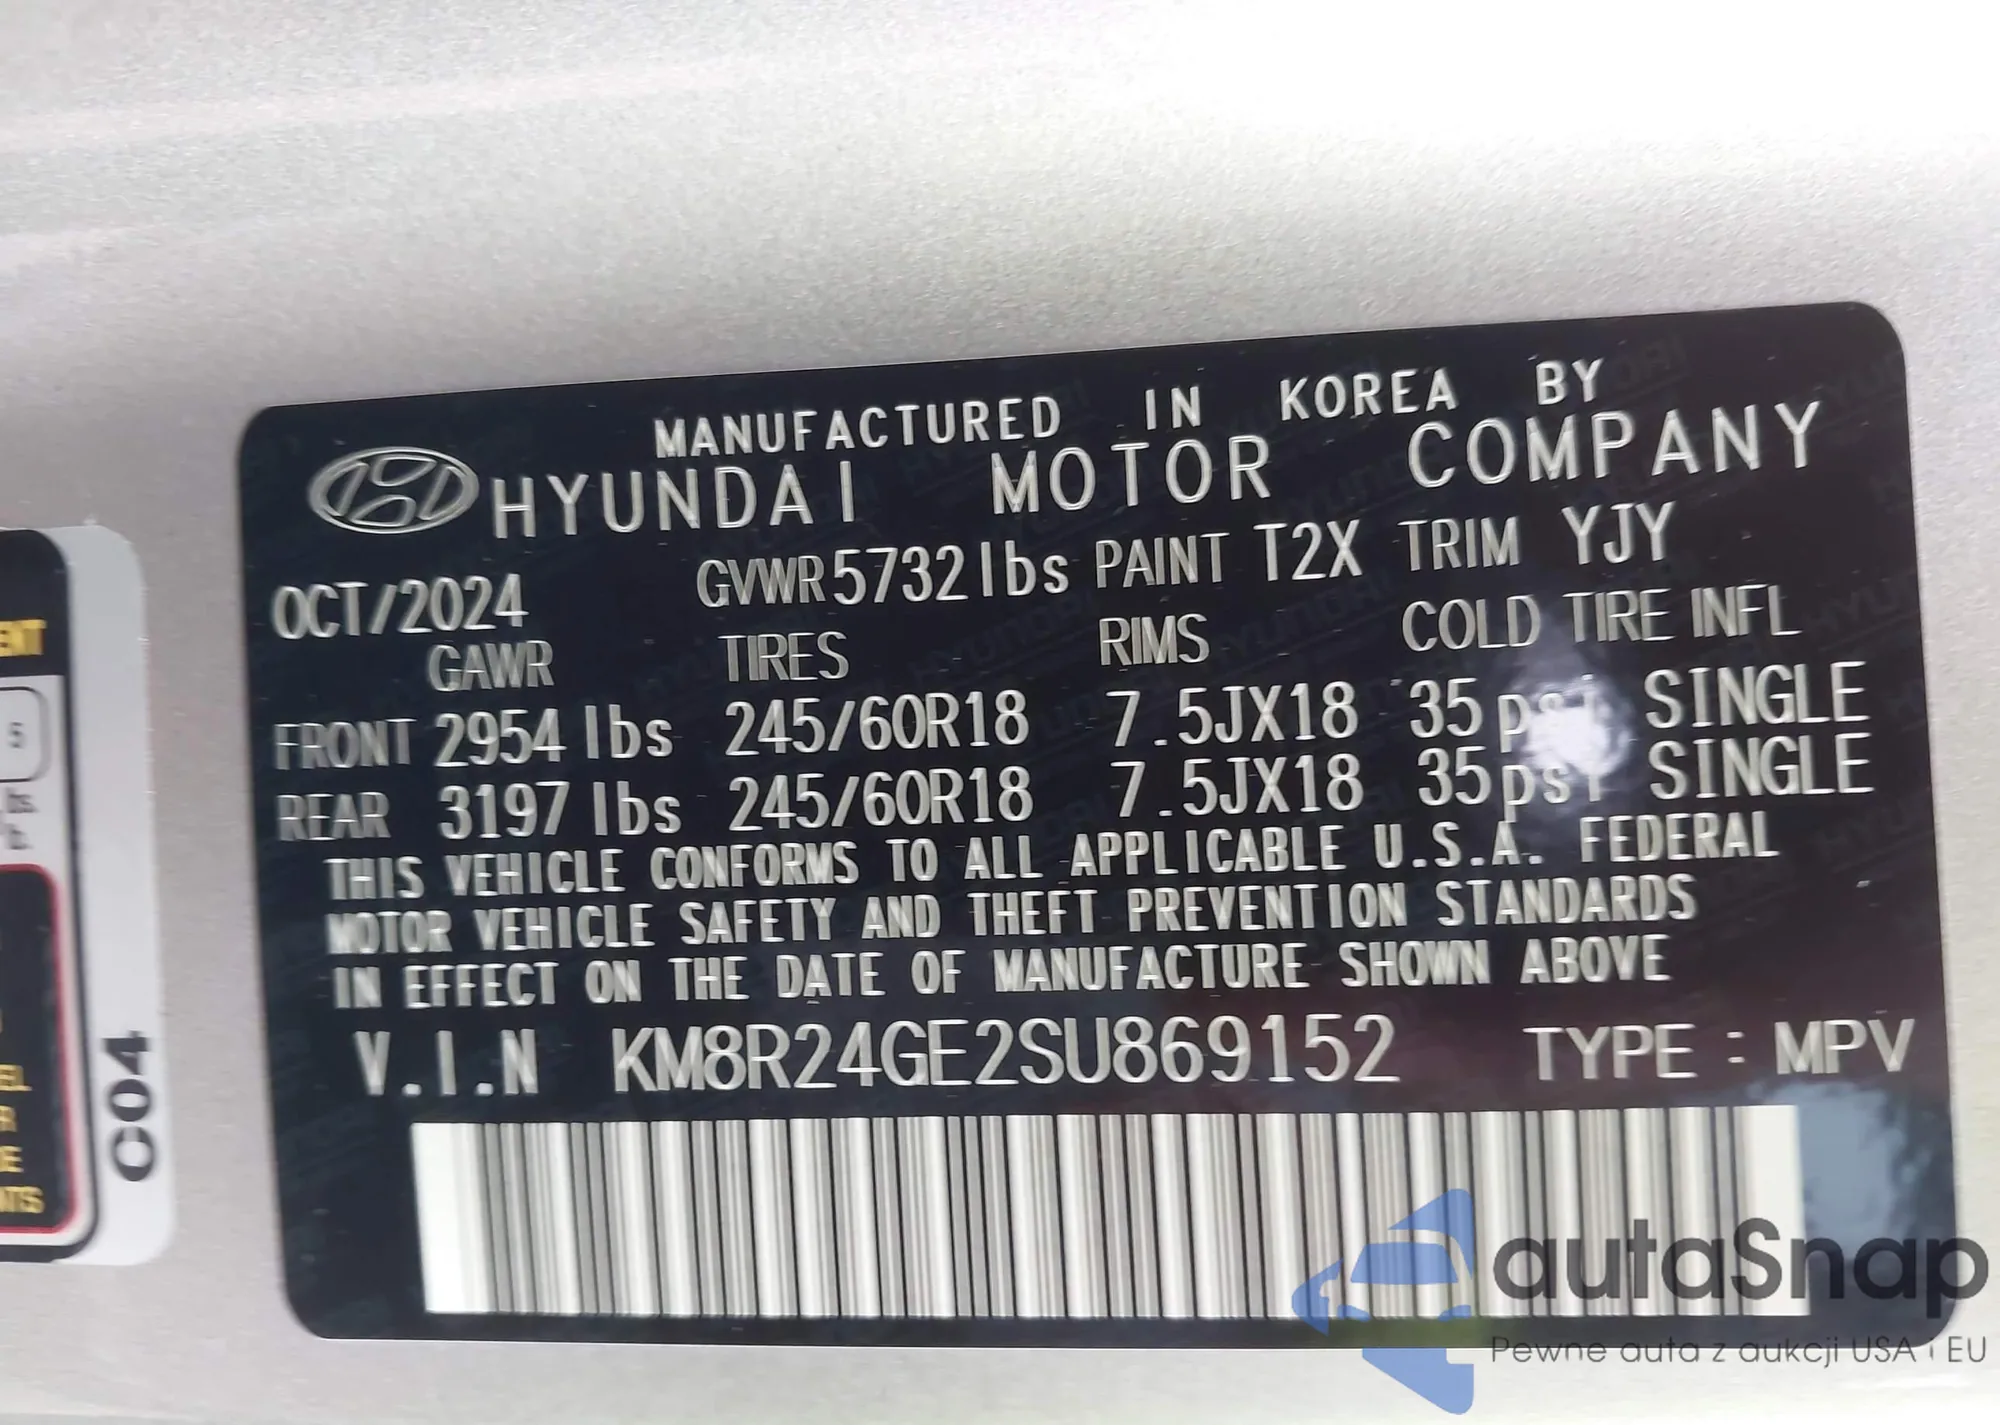 MANUFACTURED IN KOREA BY
HYUNDAI MOTOR COMPANY
OCT/2024 GVWR 5732 lbs PAINT T2X TRIM YJY
GAWR TIRES RIMS COLD TIRE INFL
FRONT 2954 lbs 245/60R18 7.5JX18 35 psi SINGLE
REAR 3197 lbs 245/60R18 7.5JX18 35 psi SINGLE
THIS VEHICLE CONFORMS TO ALL APPLICABLE U.S.A. FEDERAL
MOTOR VEHICLE SAFETY AND THEFT PREVENTION STANDARDS
IN EFFECT ON THE DATE OF MANUFACTURE SHOWN ABOVE
V.I.N KM8R24GE2SU869152 TYPE : MPV
C04
5
autaSnap
Pewne auta z aukcji USA i EU